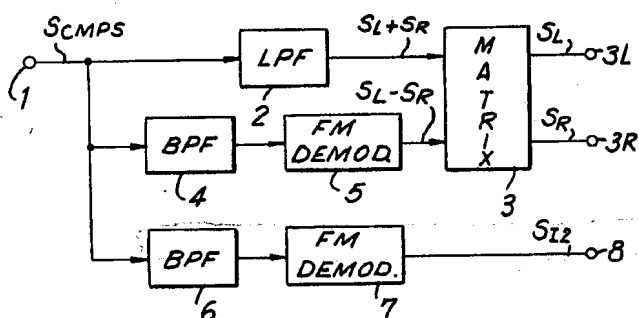 SCMPS
1
LPF
2
SL+SR
MATRIX
3
SL
3L
SR
3R
BPF
4
FM
DEMOD.
5
SL-SR
BPF
6
FM
DEMOD.
7
SI2
8